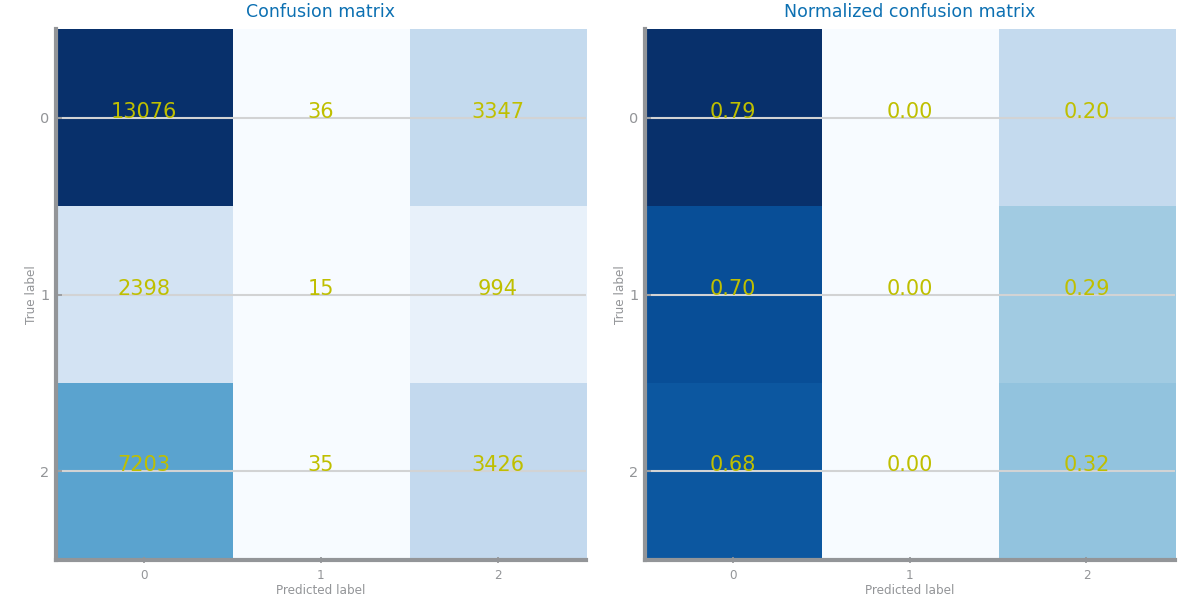 Confusion matrix
0 13076 36 3347
1 2398 15 994
2 7203 35 3426
True label
0 1 2
Predicted label
Normalized confusion matrix
0 0.79 0.00 0.20
1 0.70 0.00 0.29
2 0.68 0.00 0.32
True label
0 1 2
Predicted label